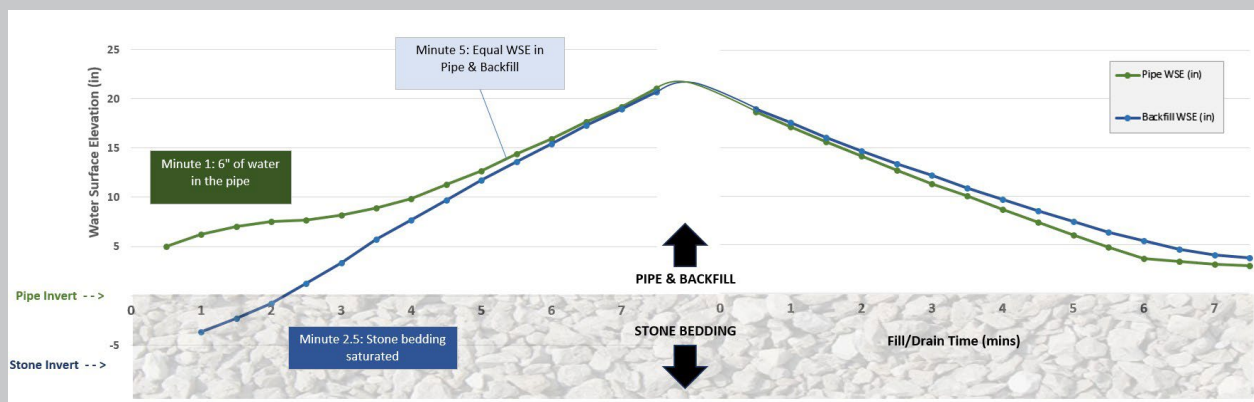 Water Surface Elevation (in)
25
20
15
10
5
-5
Minute 5: Equal WSE in
Pipe & Backfill
Minute 1: 6" of water
in the pipe
Pipe WSE (in)
Backfill WSE (in)
PIPE & BACKFILL
Pipe Invert - - >
0 1 2 3 4 5 6 7 0 1 2 3 4 5 6 7
Minute 2.5: Stone bedding
saturated
STONE BEDDING
Fill/Drain Time (mins)
Stone Invert - - >